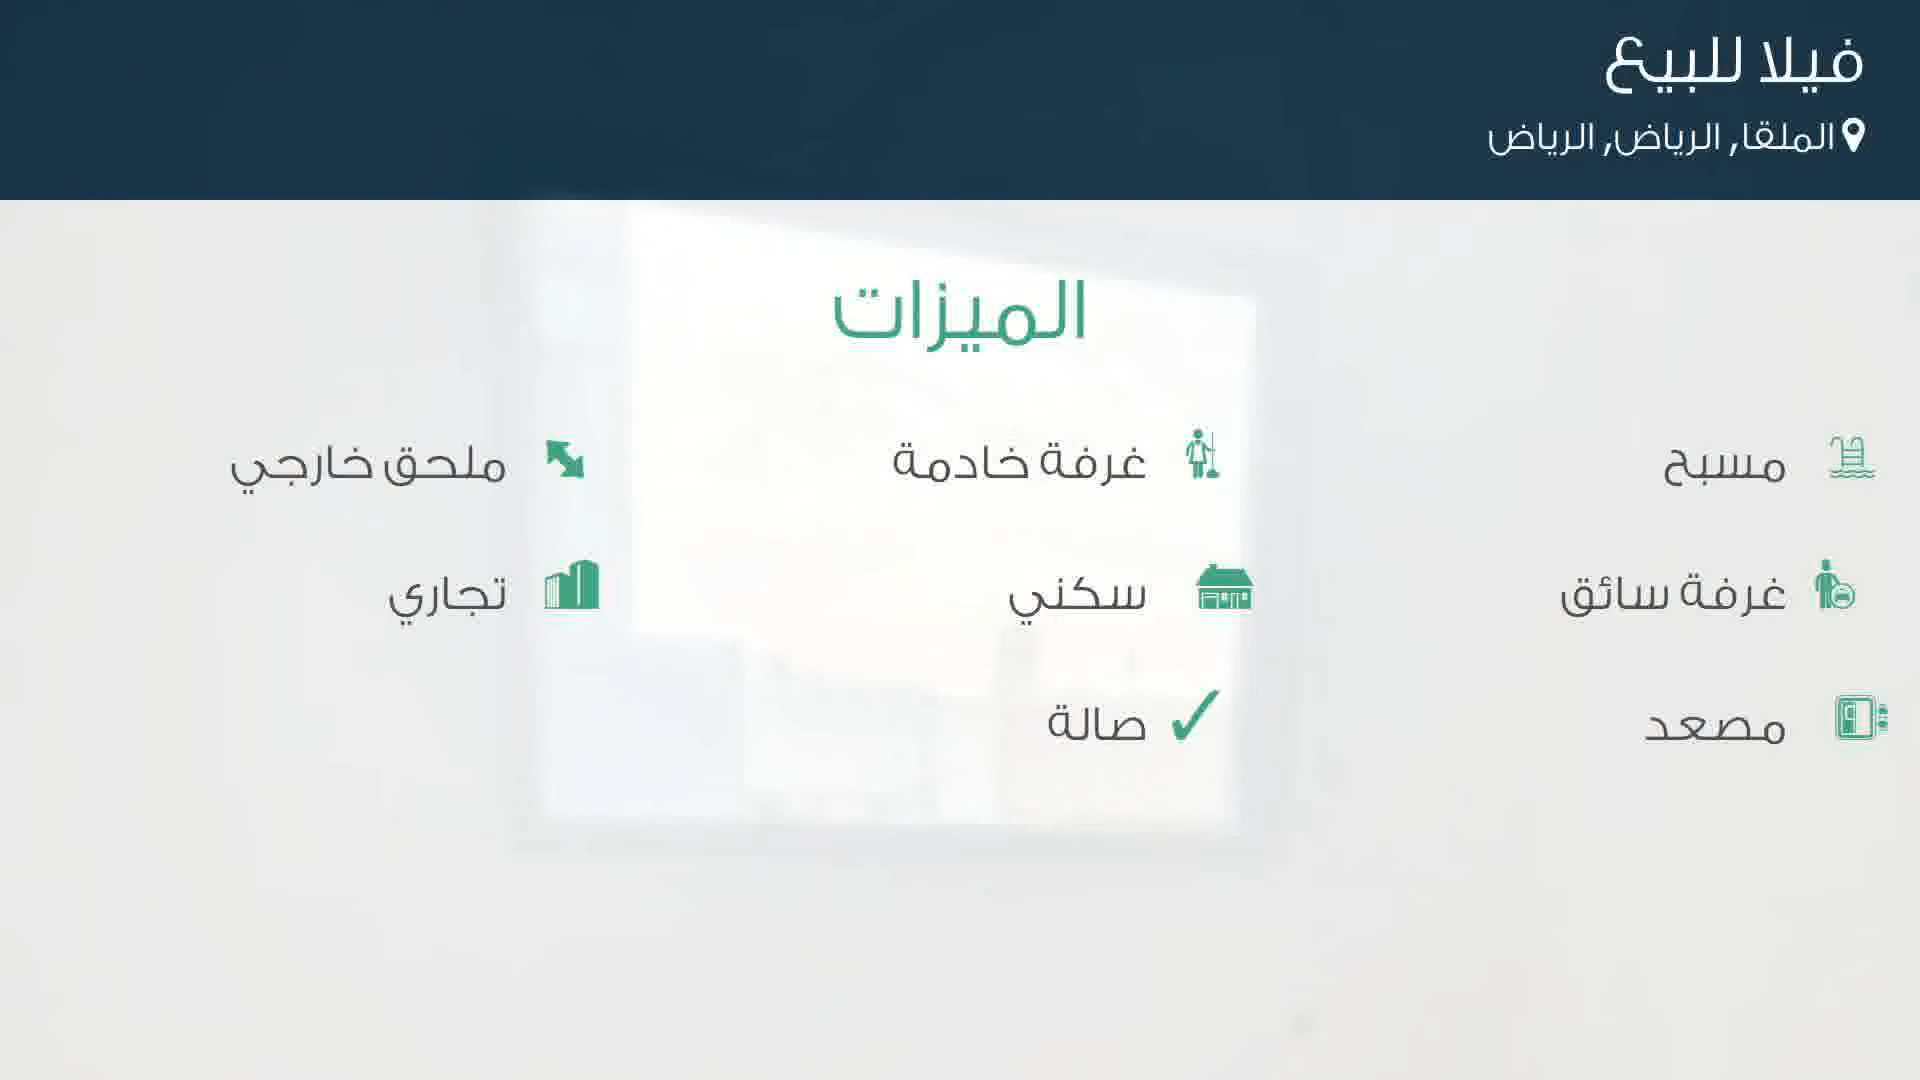 فيلا للبيع
الملقا, الرياض, الرياض
الميزات
مسبح
غرفة خادمة
ملحق خارجي
غرفة سائق
سكني
تجاري
مصعد
صالة